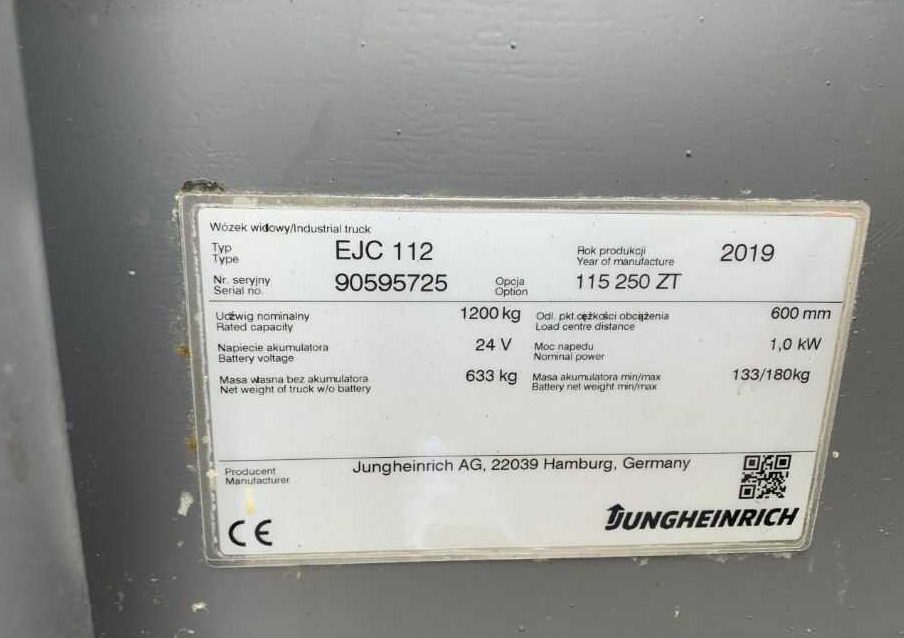 Wózek widłowy/Industrial truck
Typ
Type
EJC 112
Rok produkcji
Year of manufacture
2019
Nr. seryjny
Serial no.
90595725
Opcja
Option
115 250 ZT
Udźwig nominalny
Rated capacity
1200 kg
Odl. pkt.ciężkości obciążenia
Load centre distance
600 mm
Napiecie akumulatora
Battery voltage
24 V
Moc napedu
Nominal power
1,0 kW
Masa własna bez akumulatora
Net weight of truck w/o battery
633 kg
Masa akumulatora min/max
Battery net weight min/max
133/180kg
Producent
Manufacturer
Jungheinrich AG, 22039 Hamburg, Germany
CE
JUNGHEINRICH